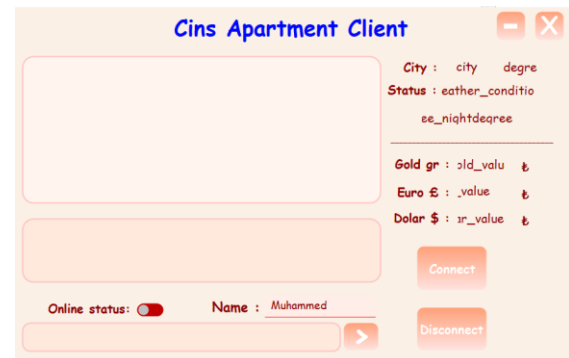 Cins Apartment Client
City : city degre
Status : eather_conditio
ee_nightdegree
Gold gr : old_valu ₺
Euro £ : _value ₺
Dolar $ : ar_value ₺
Connect
Online status: Name : Muhammed
Disconnect